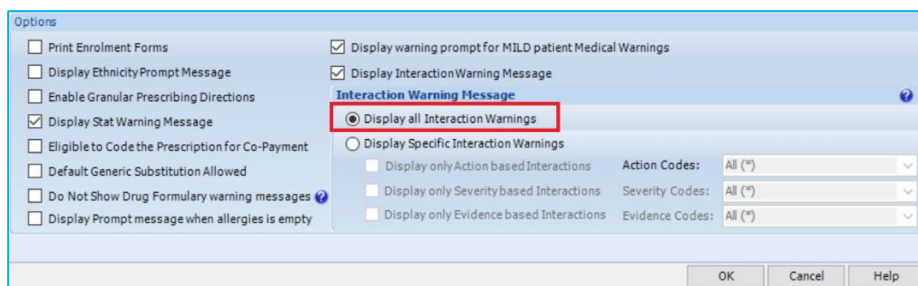 Options
Print Enrolment Forms
Display Ethnicity Prompt Message
Enable Granular Prescribing Directions
Display Stat Warning Message
Eligible to Code the Prescription for Co-Payment
Default Generic Substitution Allowed
Do Not Show Drug Formulary warning messages ?
Display Prompt message when allergies is empty
Display warning prompt for MILD patient Medical Warnings
Display Interaction Warning Message
Interaction Warning Message ?
Display all Interaction Warnings
Display Specific Interaction Warnings
Display only Action based Interactions Action Codes: All (*)
Display only Severity based Interactions Severity Codes: All (*)
Display only Evidence based Interactions Evidence Codes: All (*)
OK Cancel Help